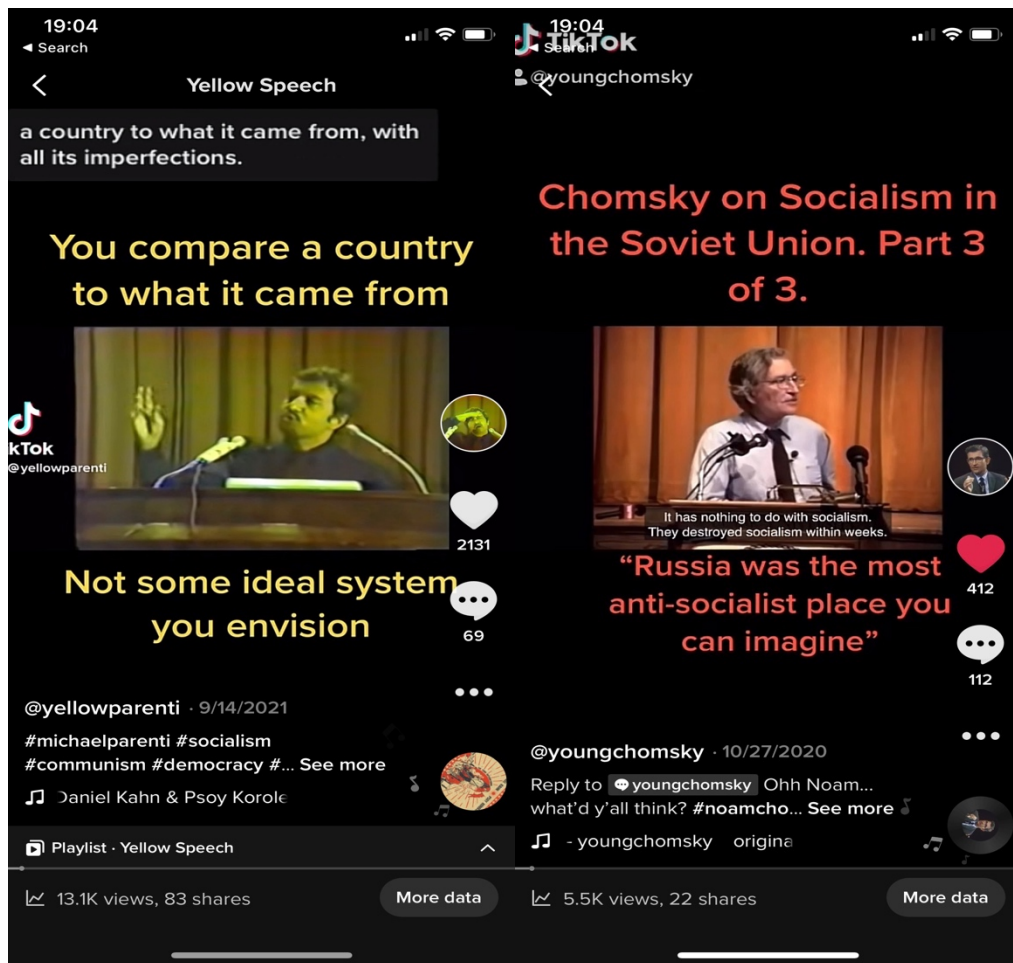 19:04
◂ Search
Yellow Speech
a country to what it came from, with
all its imperfections.
You compare a country
to what it came from
kTok
@yellowparenti
2131
Not some ideal system
you envision
69
@yellowparenti · 9/14/2021
#michaelparenti #socialism
#communism #democracy #... See more
Daniel Kahn & Psoy Korole
Playlist · Yellow Speech
13.1K views, 83 shares
More data
19:04
◂ Search
TikTok
@youngchomsky
Chomsky on Socialism in
the Soviet Union. Part 3
of 3.
It has nothing to do with socialism.
They destroyed socialism within weeks.
“Russia was the most
anti-socialist place you
can imagine”
412
112
@youngchomsky · 10/27/2020
Reply to youngchomsky Ohh Noam...
what'd y'all think? #noamcho... See more
- youngchomsky origina
5.5K views, 22 shares
More data